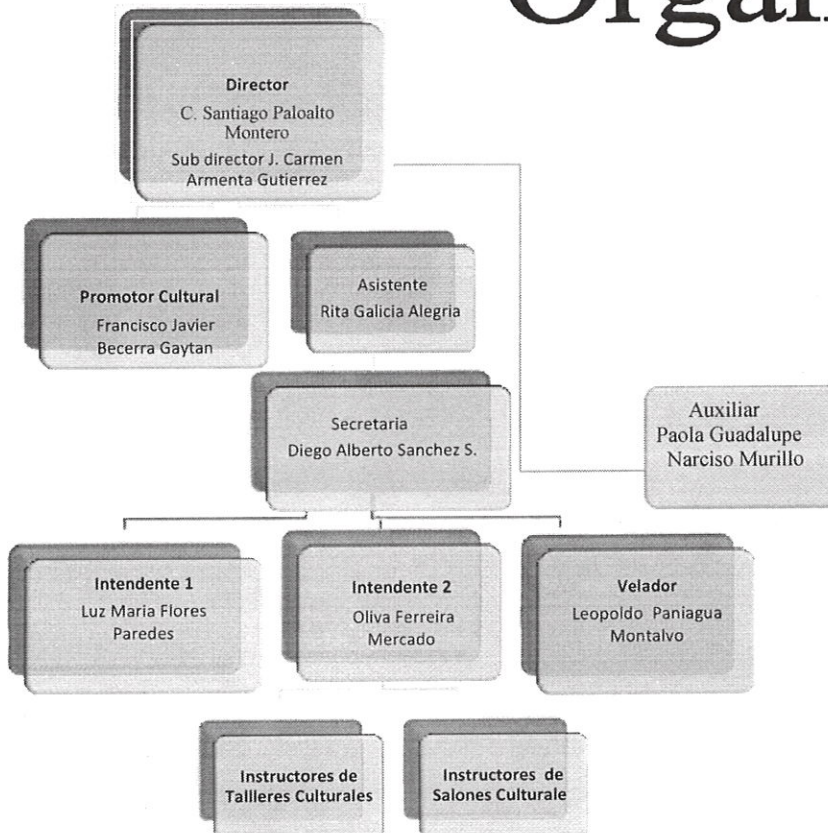 Organ
Director
C. Santiago Paloalto
Montero
Sub director J. Carmen
Armenta Gutierrez
Promotor Cultural
Francisco Javier
Becerra Gaytan
Asistente
Rita Galicia Alegria
Secretaria
Diego Alberto Sanchez S.
Auxiliar
Paola Guadalupe
Narciso Murillo
Intendente 1
Luz Maria Flores
Paredes
Intendente 2
Oliva Ferreira
Mercado
Velador
Leopoldo Paniagua
Montalvo
Instructores de
Tallleres Culturales
Instructores de
Salones Culturale